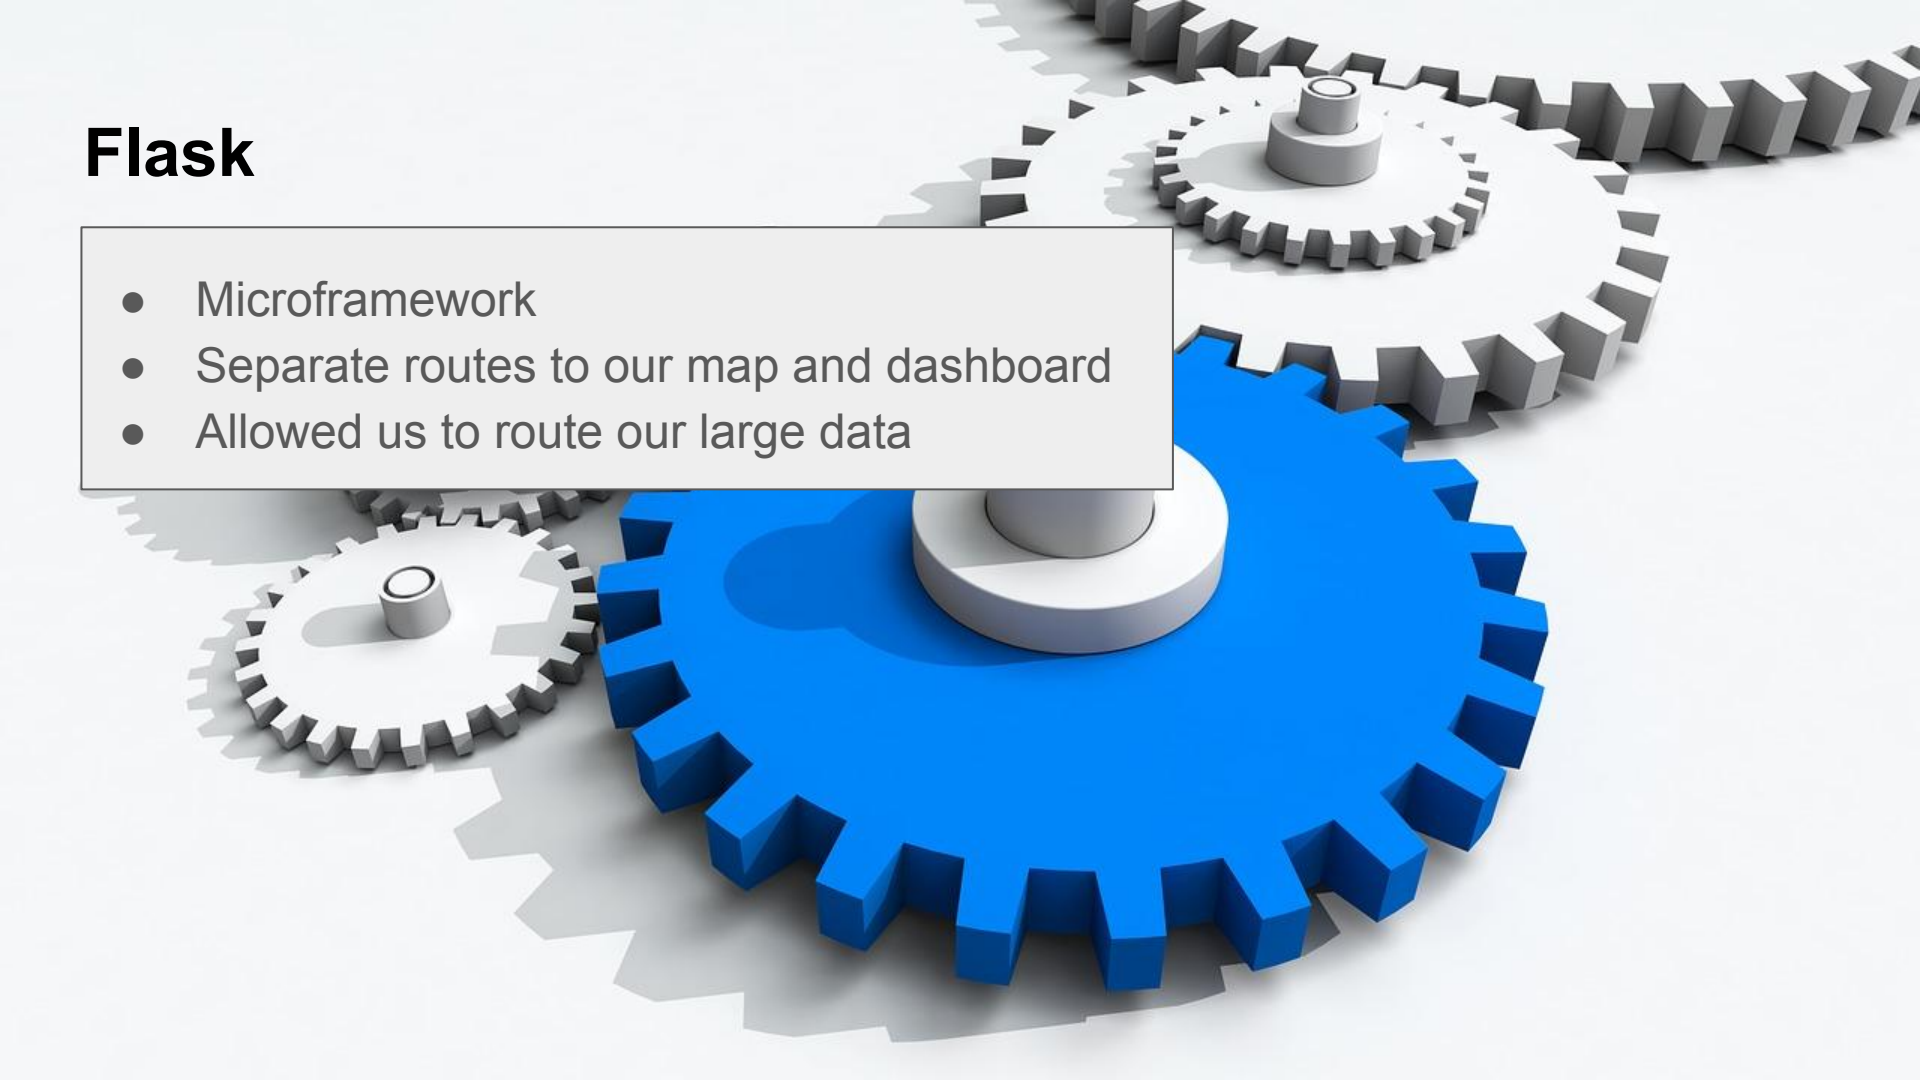 Flask
● Microframework
● Separate routes to our map and dashboard
● Allowed us to route our large data